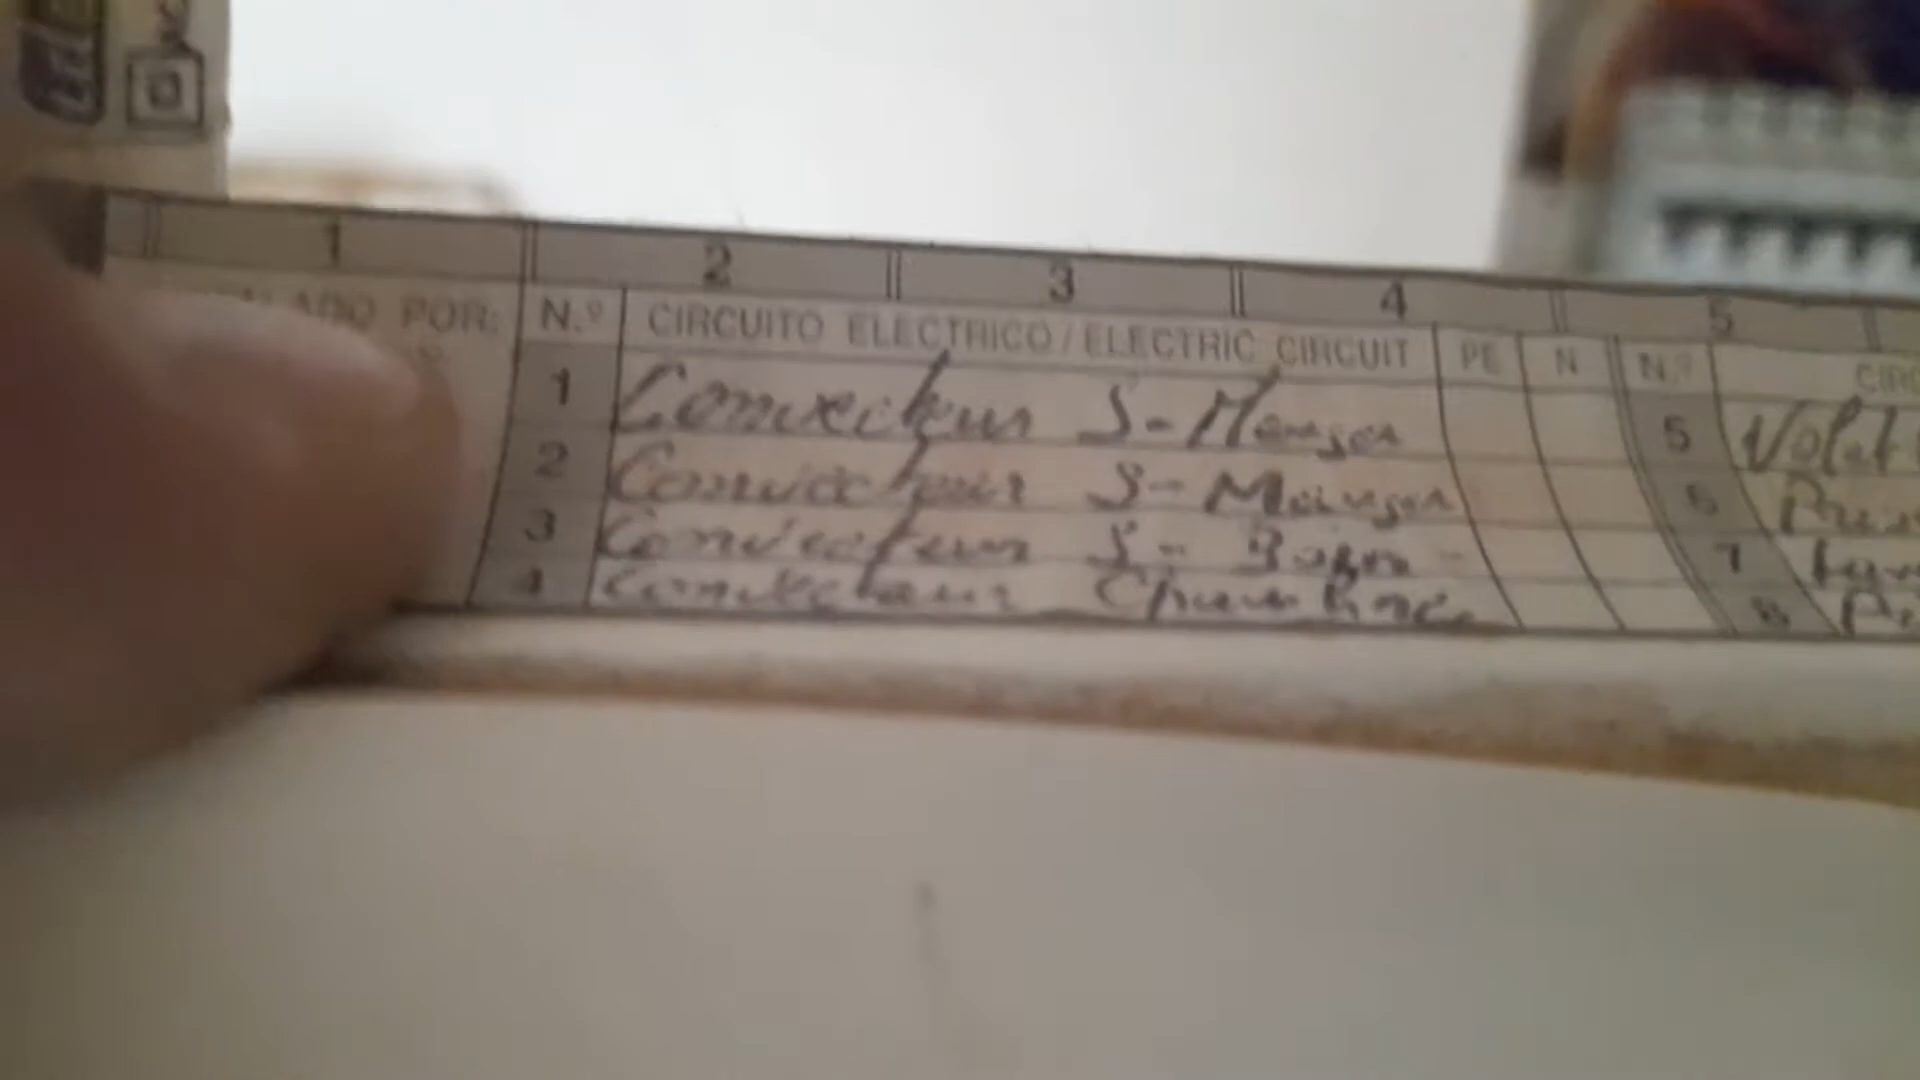 1 2 3 4 5
POR: N.º CIRCUITO ELECTRICO / ELECTRIC CIRCUIT PE N N.º
1 Convecteur S-Manger 5 Volet
2 Convecteur S-Manger 6
3 Convecteur S-Bain 7
4 Convecteur Chambre 8